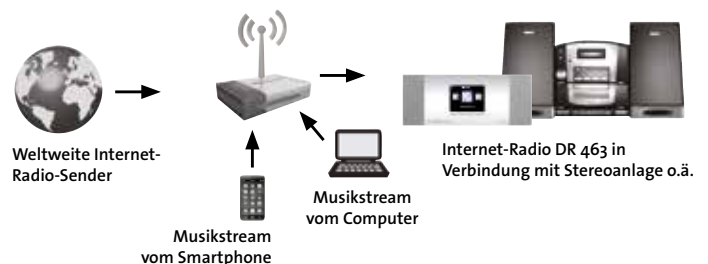 Weltweite Internet-
Radio-Sender
Musikstream
vom Smartphone
Musikstream
vom Computer
Internet-Radio DR 463 in
Verbindung mit Stereoanlage o.ä.